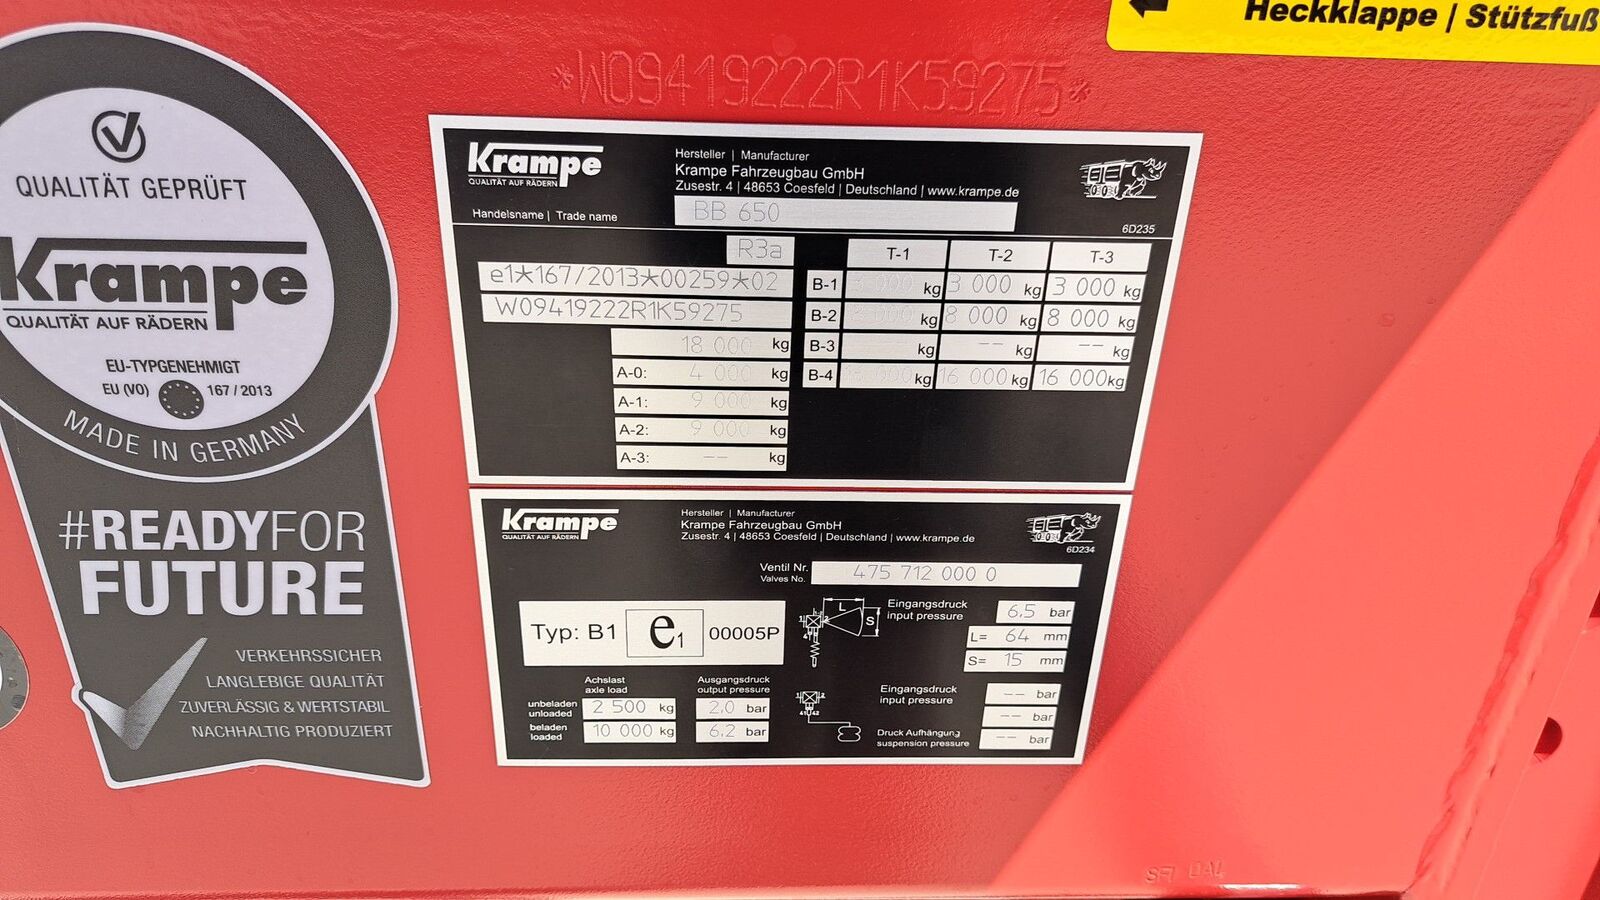 Heckklappe | Stützfuß
*W09419222R1K59275*
QUALITÄT GEPRÜFT
Krampe
QUALITÄT AUF RÄDERN
EU-TYPGENEHMIGT
EU (VO) 167 / 2013
MADE IN GERMANY
#READYFOR
FUTURE
VERKEHRSSICHER
LANGLEBIGE QUALITÄT
ZUVERLÄSSIG & WERTSTABIL
NACHHALTIG PRODUZIERT
Krampe
QUALITÄT AUF RÄDERN
Hersteller | Manufacturer
Krampe Fahrzeugbau GmbH
Zusestr. 4 | 48653 Coesfeld | Deutschland | www.krampe.de
Handelsname | Trade name BB 650
6D235
R3a T-1 T-2 T-3
e1*167/2013*00259*02 B-1 kg 3 000 kg 3 000 kg
W09419222R1K59275 B-2 kg 8 000 kg 8 000 kg
18 000 kg B-3 kg -- kg -- kg
A-0: 4 000 kg B-4 kg 16 000 kg 16 000 kg
A-1: 9 000 kg
A-2: 9 000 kg
A-3: -- kg
Krampe
QUALITÄT AUF RÄDERN
Hersteller | Manufacturer
Krampe Fahrzeugbau GmbH
Zusestr. 4 | 48653 Coesfeld | Deutschland | www.krampe.de
6D234
Ventil Nr.
Valves No. 475 712 000 0
Typ: B1 e1 00005P
L
S
1 2
4
Eingangsdruck
input pressure 6.5 bar
L= 64 mm
S= 15 mm
Achslast
axle load
Ausgangsdruck
output pressure
unbeladen
unloaded 2 500 kg 2.0 bar
beladen
loaded 10 000 kg 6.2 bar
1 2
41 42
Eingangsdruck
input pressure -- bar
-- bar
Druck Aufhängung
suspension pressure -- bar